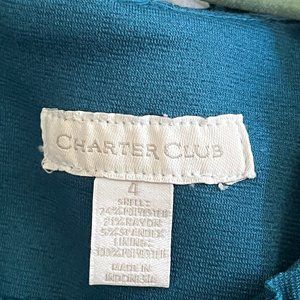 CHARTER CLUB
4
SHELL:
74% POLYESTER
21% RAYON
5% SPANDEX
LINING:
100% POLYESTER
MADE IN
INDONESIA